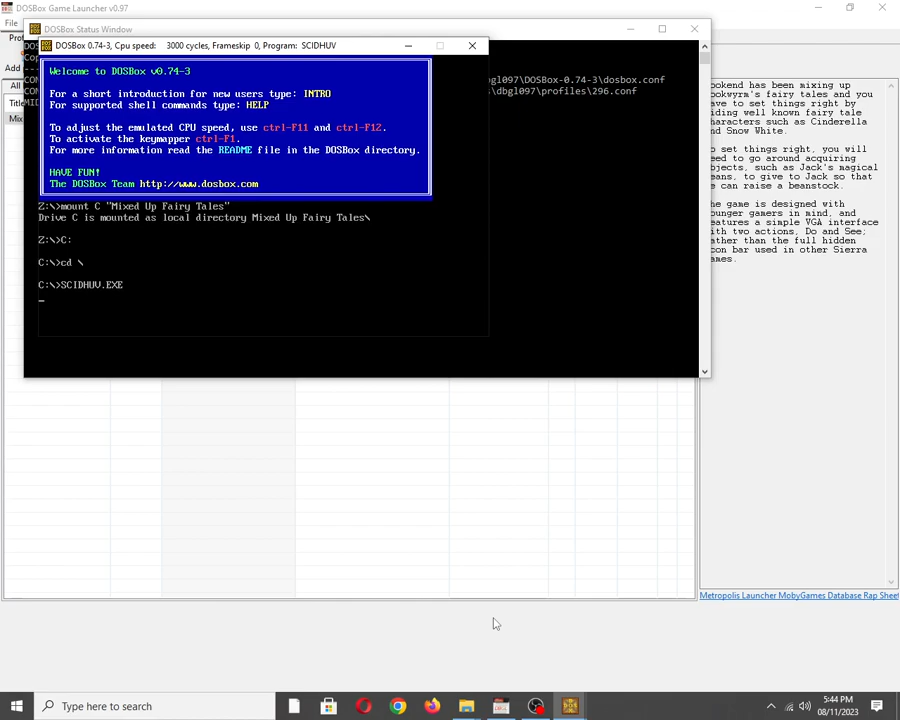 DOSBox Game Launcher v0.97
File
DOSBox Status Window
DOSBox 0.74-3, Cpu speed: 3000 cycles, Frameskip 0, Program: SCIDHUV
Welcome to DOSBox v0.74-3
For a short introduction for new users type: INTRO
For supported shell commands type: HELP
To adjust the emulated CPU speed, use ctrl-F11 and ctrl-F12.
To activate the keymapper ctrl-F1.
For more information read the README file in the DOSBox directory.
HAVE FUN!
The DOSBox Team http://www.dosbox.com
Z:\>mount C "Mixed Up Fairy Tales"
Drive C is mounted as local directory Mixed Up Fairy Tales\
Z:\>C:
C:\>cd \
C:\>SCIDHUV.EXE
bgl097\DOSBox-0.74-3\dosbox.conf
\dbgl097\profiles\296.conf
Pro
Add
All
Title
Mix
ookend has been mixing up
ookwyrm's fairy tales and you
ave to set things right by
iding well known fairy tale
haracters such as Cinderella
nd Snow White.
o set things right, you will
eed to go around acquiring
bjects, such as Jack's magical
eans, to give to Jack so that
e can raise a beanstock.
he game is designed with
ounger gamers in mind, and
eatures a simple VGA interface
ith two actions, Do and See;
ather than the full hidden
con bar used in other Sierra
ames.
Metropolis Launcher MobyGames Database Rap Sheet
Type here to search
5:44 PM
08/11/2023